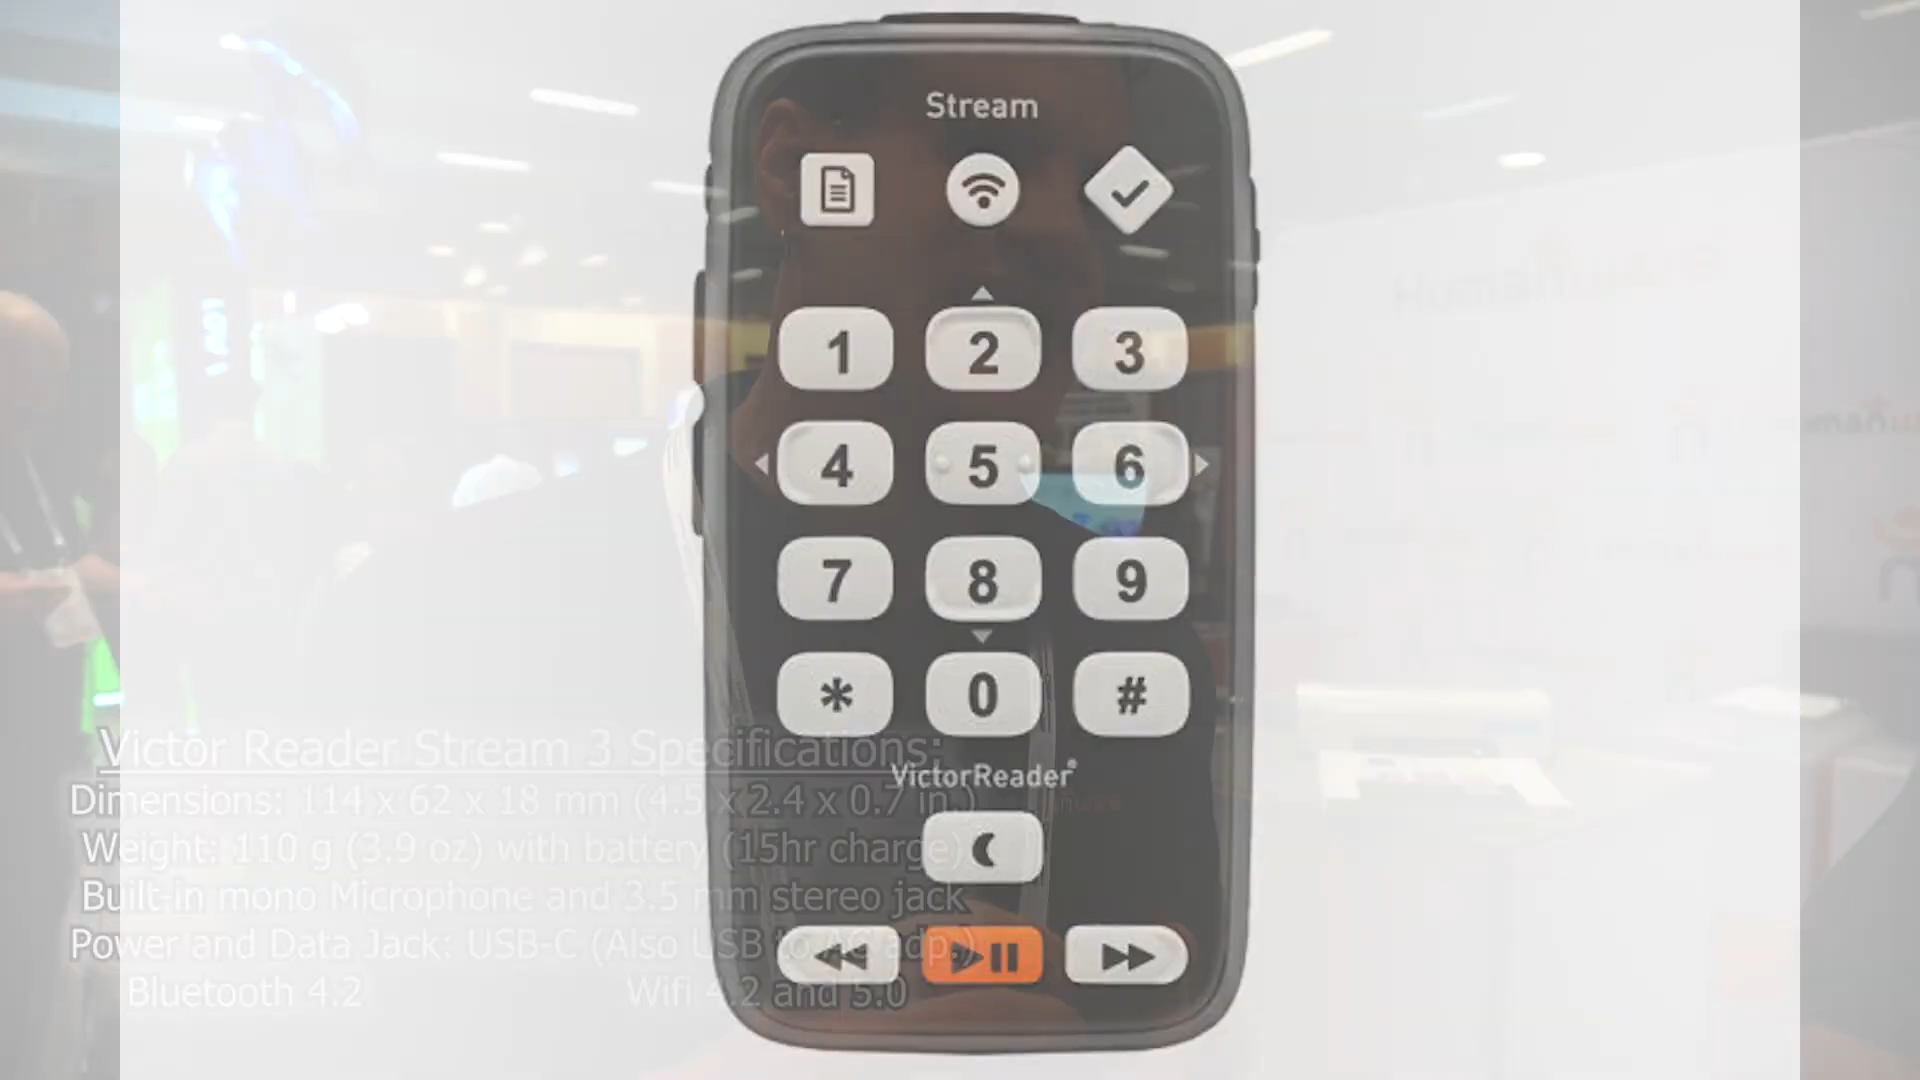 Stream
1 2 3
4 5 6
7 8 9
* 0 #
Victor Reader Stream 3 Specifications:
VictorReader®
Dimensions: 114 x 62 x 18 mm (4.5 x 2.4 x 0.7 in.)
Weight: 110 g (3.9 oz) with battery (15hr charge)
Built-in mono Microphone and 3.5 mm stereo jack
Power and Data Jack: USB-C (Also USB to AC adp.)
Bluetooth 4.2 Wifi 4.2 and 5.0